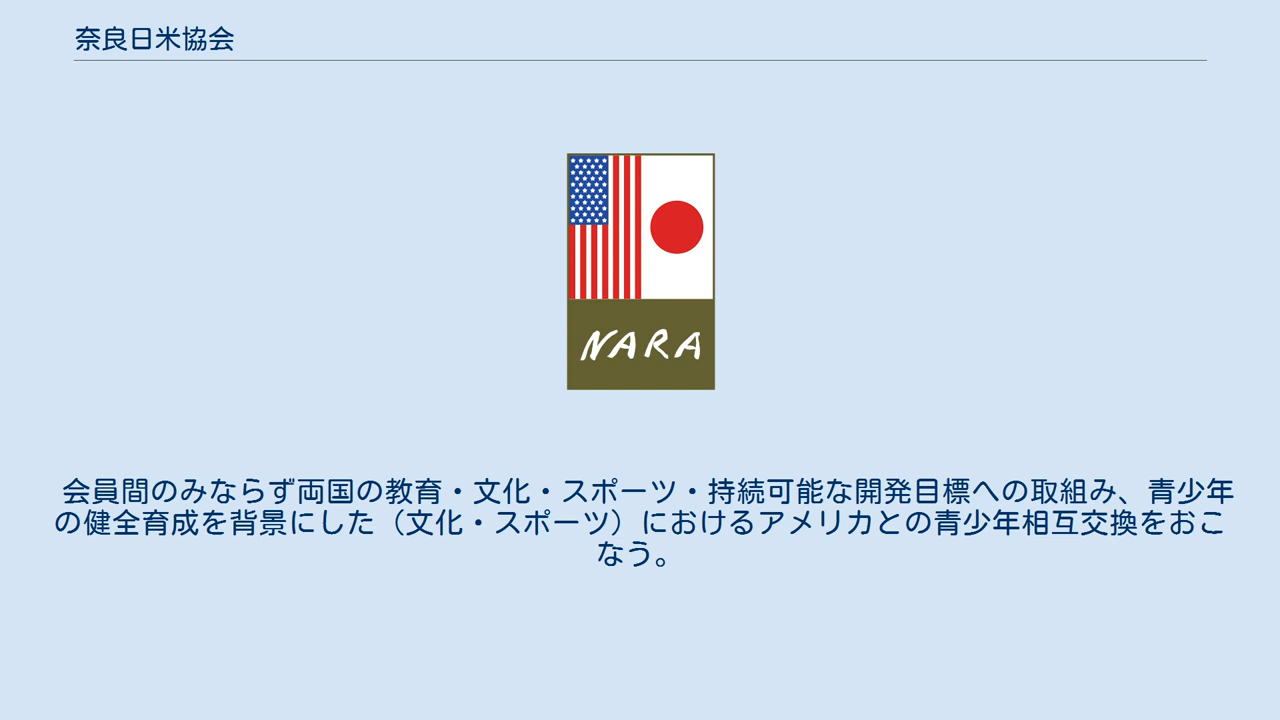 奈良日米協会
NARA
会員間のみならず両国の教育・文化・スポーツ・持続可能な開発目標への取組み、青少年
の健全育成を背景にした（文化・スポーツ）におけるアメリカとの青少年相互交換をおこ
なう。